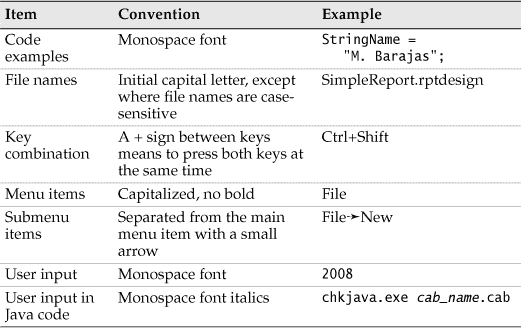 Item Convention Example
Code Monospace font StringName =
examples "M. Barajas";
File names Initial capital letter, except SimpleReport.rptdesign
where file names are case-
sensitive
Key A + sign between keys Ctrl+Shift
combination means to press both keys at
the same time
Menu items Capitalized, no bold File
Submenu Separated from the main File➛New
items menu item with a small
arrow
User input Monospace font 2008
User input in Monospace font italics chkjava.exe cab_name.cab
Java code